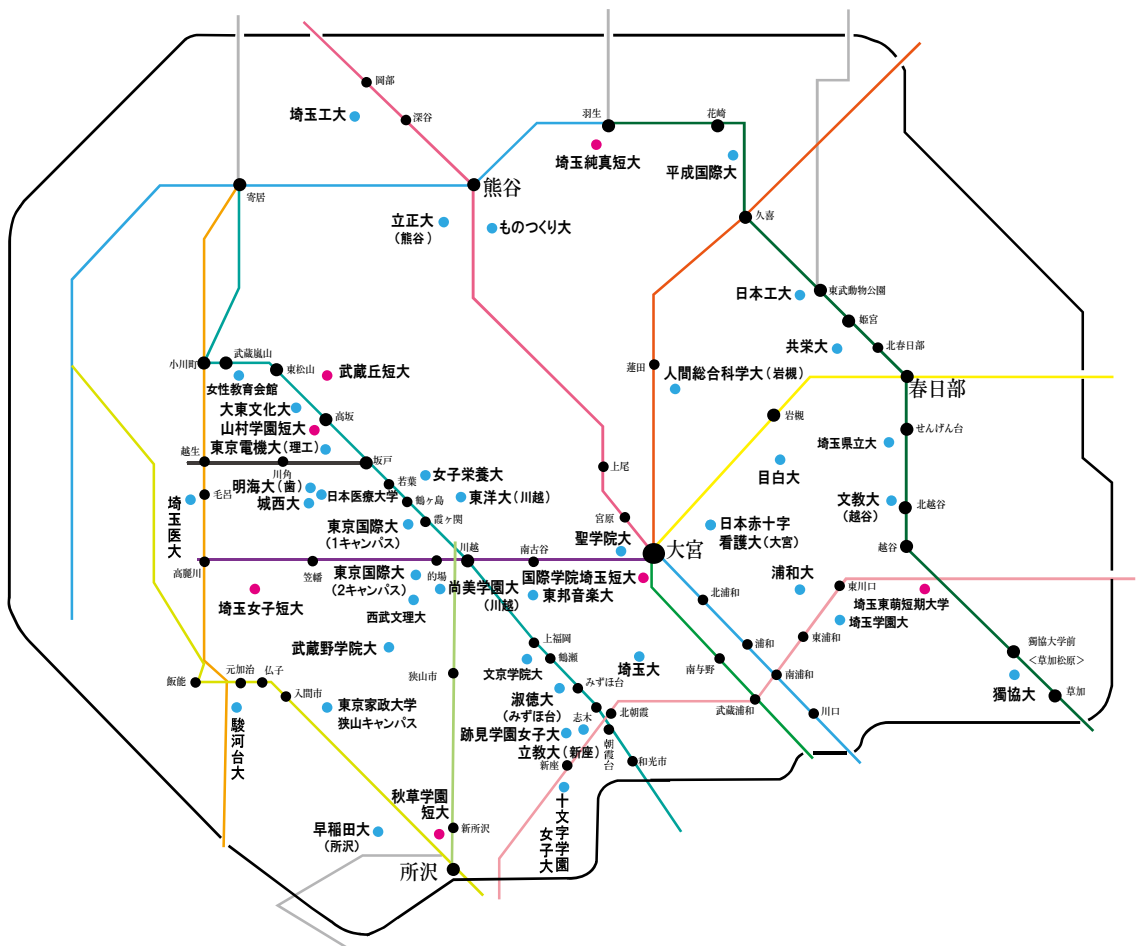 岡部
埼玉工大
深谷
羽生
花崎
埼玉純真短大
平成国際大
熊谷
寄居
立正大
(熊谷)
ものつくり大
久喜
日本工大
東武動物公園
姫宮
共栄大
北春日部
小川町
武蔵嵐山
東松山
武蔵丘短大
女性教育会館
蓮田
人間総合科学大(岩槻)
春日部
大東文化大
高坂
山村学園短大
岩槻
せんげん台
東京電機大(理工)
埼玉県立大
越生
川角
坂戸
上尾
目白大
毛呂
明海大(歯)
城西大
日本医療大学
若葉
女子栄養大
鶴ヶ島
東洋大(川越)
埼玉医大
文教大
(越谷)
北越谷
東京国際大
(1キャンパス)
霞ヶ関
宮原
聖学院大
大宮
日本赤十字
看護大(大宮)
越谷
高麗川
笠幡
的場
川越
南古谷
東京国際大
(2キャンパス)
尚美学園大
(川越)
国際学院埼玉短大
東邦音楽大
浦和大
東川口
埼玉東萌短期大学
埼玉学園大
埼玉女子短大
西武文理大
北浦和
武蔵野学院大
上福岡
鶴瀬
文京学院大
埼玉大
浦和
東浦和
獨協大学前
<草加松原>
獨協大
草加
飯能
元加治
仏子
入間市
狭山市
みずほ台
淑徳大
(みずほ台)
南与野
南浦和
武蔵浦和
川口
駿河台大
東京家政大学
狭山キャンパス
志木
北朝霞
跡見学園女子大
立教大(新座)
朝霞台
新座
和光市
秋草学園
短大
十文字学園
女子大
早稲田大
(所沢)
新所沢
所沢